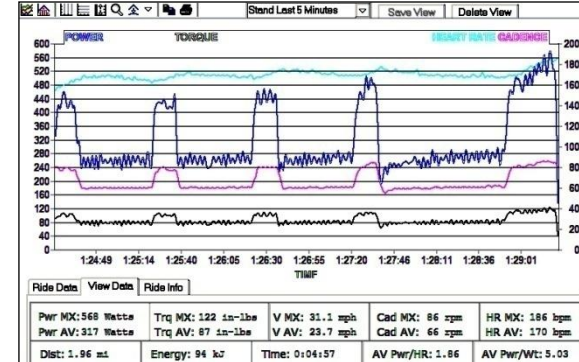 Stand Last 5 Minutes Save View Delete View
POWER TORQUE HEART RATE CADENCE
600 200
560 180
520
480 160
440 140
400
360 120
320 100
280
240 80
200 60
160
120 40
80 20
40
0 0
1:24:49 1:25:14 1:25:40 1:26:05 1:26:30 1:26:55 1:27:20 1:27:46 1:28:11 1:28:36 1:29:01
TIME
Ride Data View Data Ride Info
Pwr MX: 568 Watts Trq MX: 122 in-lbs V MX: 31.1 mph Cad MX: 86 rpm HR MX: 186 bpm
Pwr AV: 317 Watts Trq AV: 87 in-lbs V AV: 23.7 mph Cad AV: 66 rpm HR AV: 170 bpm
Dist: 1.96 mi Energy: 94 kJ Time: 0:04:57 AV Pwr/HR: 1.86 AV Pwr/Wt: 5.03